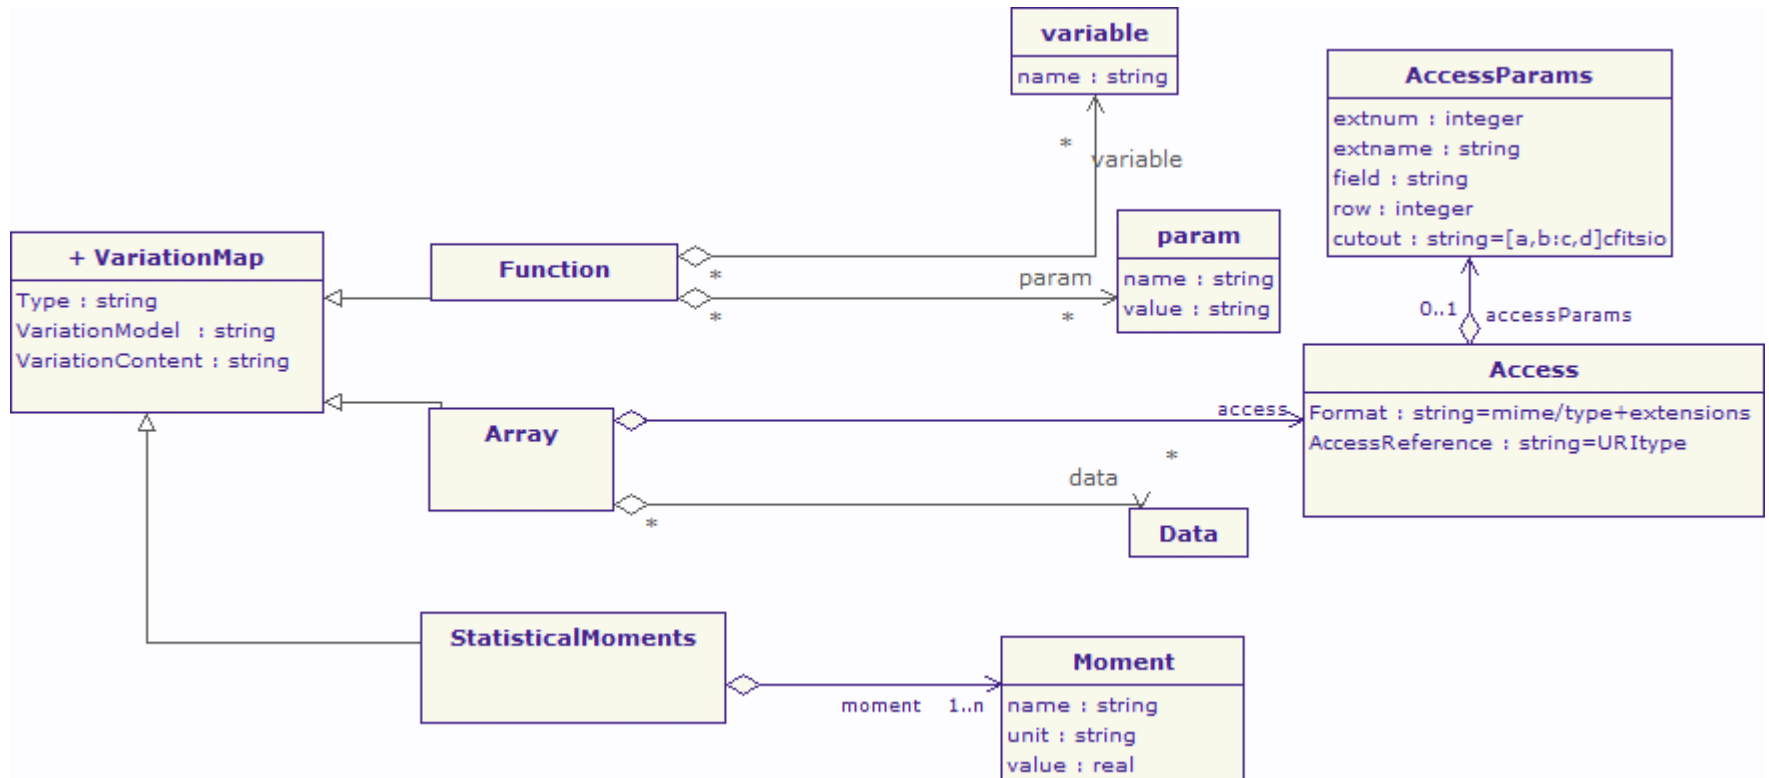 variable
name : string
*
variable
AccessParams
extnum : integer
extname : string
field : string
row : integer
cutout : string=[a,b:c,d]cfitsio
+ VariationMap
Type : string
VariationModel : string
VariationContent : string
Function
*
*
param
*
param
name : string
value : string
0..1
accessParams
Access
Format : string=mime/type+extensions
AccessReference : string=URItype
Array
access
*
data
*
Data
StatisticalMoments
moment 1..n
Moment
name : string
unit : string
value : real